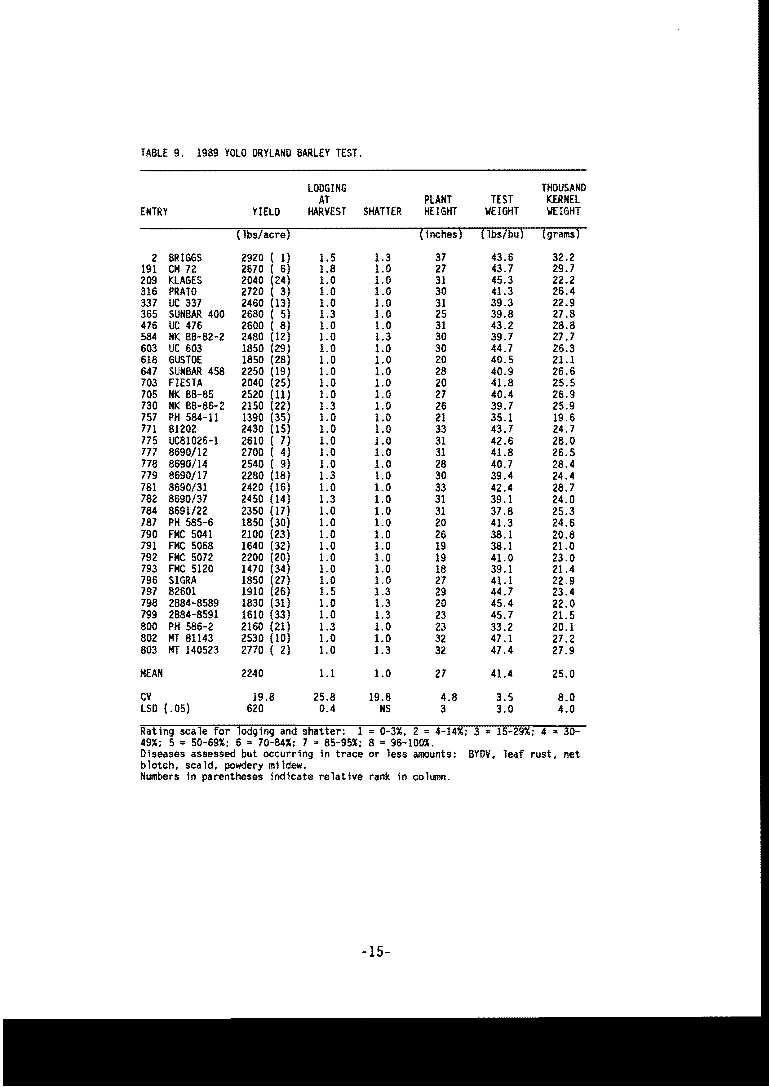 TABLE 9. 1989 YOLO DRYLAND BARLEY TEST.
LODGING THOUSAND
AT PLANT TEST KERNEL
ENTRY YIELD HARVEST SHATTER HEIGHT WEIGHT WEIGHT
(lbs/acre) (inches) (lbs/bu) (grams)
2 BRIGGS 2920 ( 1) 1.5 1.3 37 43.6 32.2
191 CM 72 2670 ( 6) 1.8 1.0 27 43.7 29.7
209 KLAGES 2040 (24) 1.0 1.0 31 45.3 22.2
316 PRATO 2720 ( 3) 1.0 1.0 30 41.3 26.4
337 UC 337 2460 (13) 1.0 1.0 31 39.3 22.9
365 SUNBAR 400 2680 ( 5) 1.3 1.0 25 39.8 27.8
476 UC 476 2600 ( 8) 1.0 1.0 31 43.2 28.8
584 NK BB-82-2 2480 (12) 1.0 1.3 30 39.7 27.7
603 UC 603 1850 (29) 1.0 1.0 30 44.7 26.3
618 GUSTOE 1850 (28) 1.0 1.0 20 40.5 21.1
647 SUNBAR 458 2250 (19) 1.0 1.0 28 40.9 26.6
703 FIESTA 2040 (25) 1.0 1.0 20 41.8 25.5
705 NK BB-85 2520 (11) 1.0 1.0 27 40.4 26.9
730 NK BB-86-2 2150 (22) 1.3 1.0 26 39.7 25.9
757 PH 584-11 1390 (35) 1.0 1.0 21 35.1 19.6
771 81202 2430 (15) 1.0 1.0 33 43.7 24.7
775 UC81026-1 2610 ( 7) 1.0 1.0 31 42.6 28.0
777 8690/12 2700 ( 4) 1.0 1.0 31 41.8 26.5
778 8690/14 2540 ( 9) 1.0 1.0 28 40.7 28.4
779 8690/17 2280 (18) 1.3 1.0 30 39.4 24.4
781 8690/31 2420 (16) 1.0 1.0 33 42.4 28.7
782 8690/37 2450 (14) 1.3 1.0 31 39.1 24.0
784 8691/22 2350 (17) 1.0 1.0 31 37.8 25.3
787 PH 585-6 1850 (30) 1.0 1.0 20 41.3 24.6
790 FMC 5041 2100 (23) 1.0 1.0 26 38.1 20.8
791 FMC 5068 1640 (32) 1.0 1.0 19 38.1 21.0
792 FMC 5072 2200 (20) 1.0 1.0 19 41.0 23.0
793 FMC 5120 1470 (34) 1.0 1.0 18 39.1 21.4
796 SIGRA 1850 (27) 1.0 1.0 27 41.1 22.9
797 82601 1910 (26) 1.5 1.3 29 44.7 23.4
798 2B84-8589 1830 (31) 1.0 1.3 20 45.4 22.0
799 2B84-8591 1610 (33) 1.0 1.3 23 45.7 21.5
800 PH 586-2 2160 (21) 1.3 1.0 23 33.2 20.1
802 MT 81143 2530 (10) 1.0 1.0 32 47.1 27.2
803 MT 140523 2770 ( 2) 1.0 1.3 32 47.4 27.9
MEAN 2240 1.1 1.0 27 41.4 25.0
CV 19.8 25.8 19.8 4.8 3.5 8.0
LSD (.05) 620 0.4 NS 3 3.0 4.0
Rating scale for lodging and shatter: 1 = 0-3%, 2 = 4-14%; 3 = 15-29%; 4 = 30-
49%; 5 = 50-69%; 6 = 70-84%; 7 = 85-95%; 8 = 96-100%.
Diseases assessed but occurring in trace or less amounts: BYDV, leaf rust, net
blotch, scald, powdery mildew.
Numbers in parentheses indicate relative rank in column.
-15-